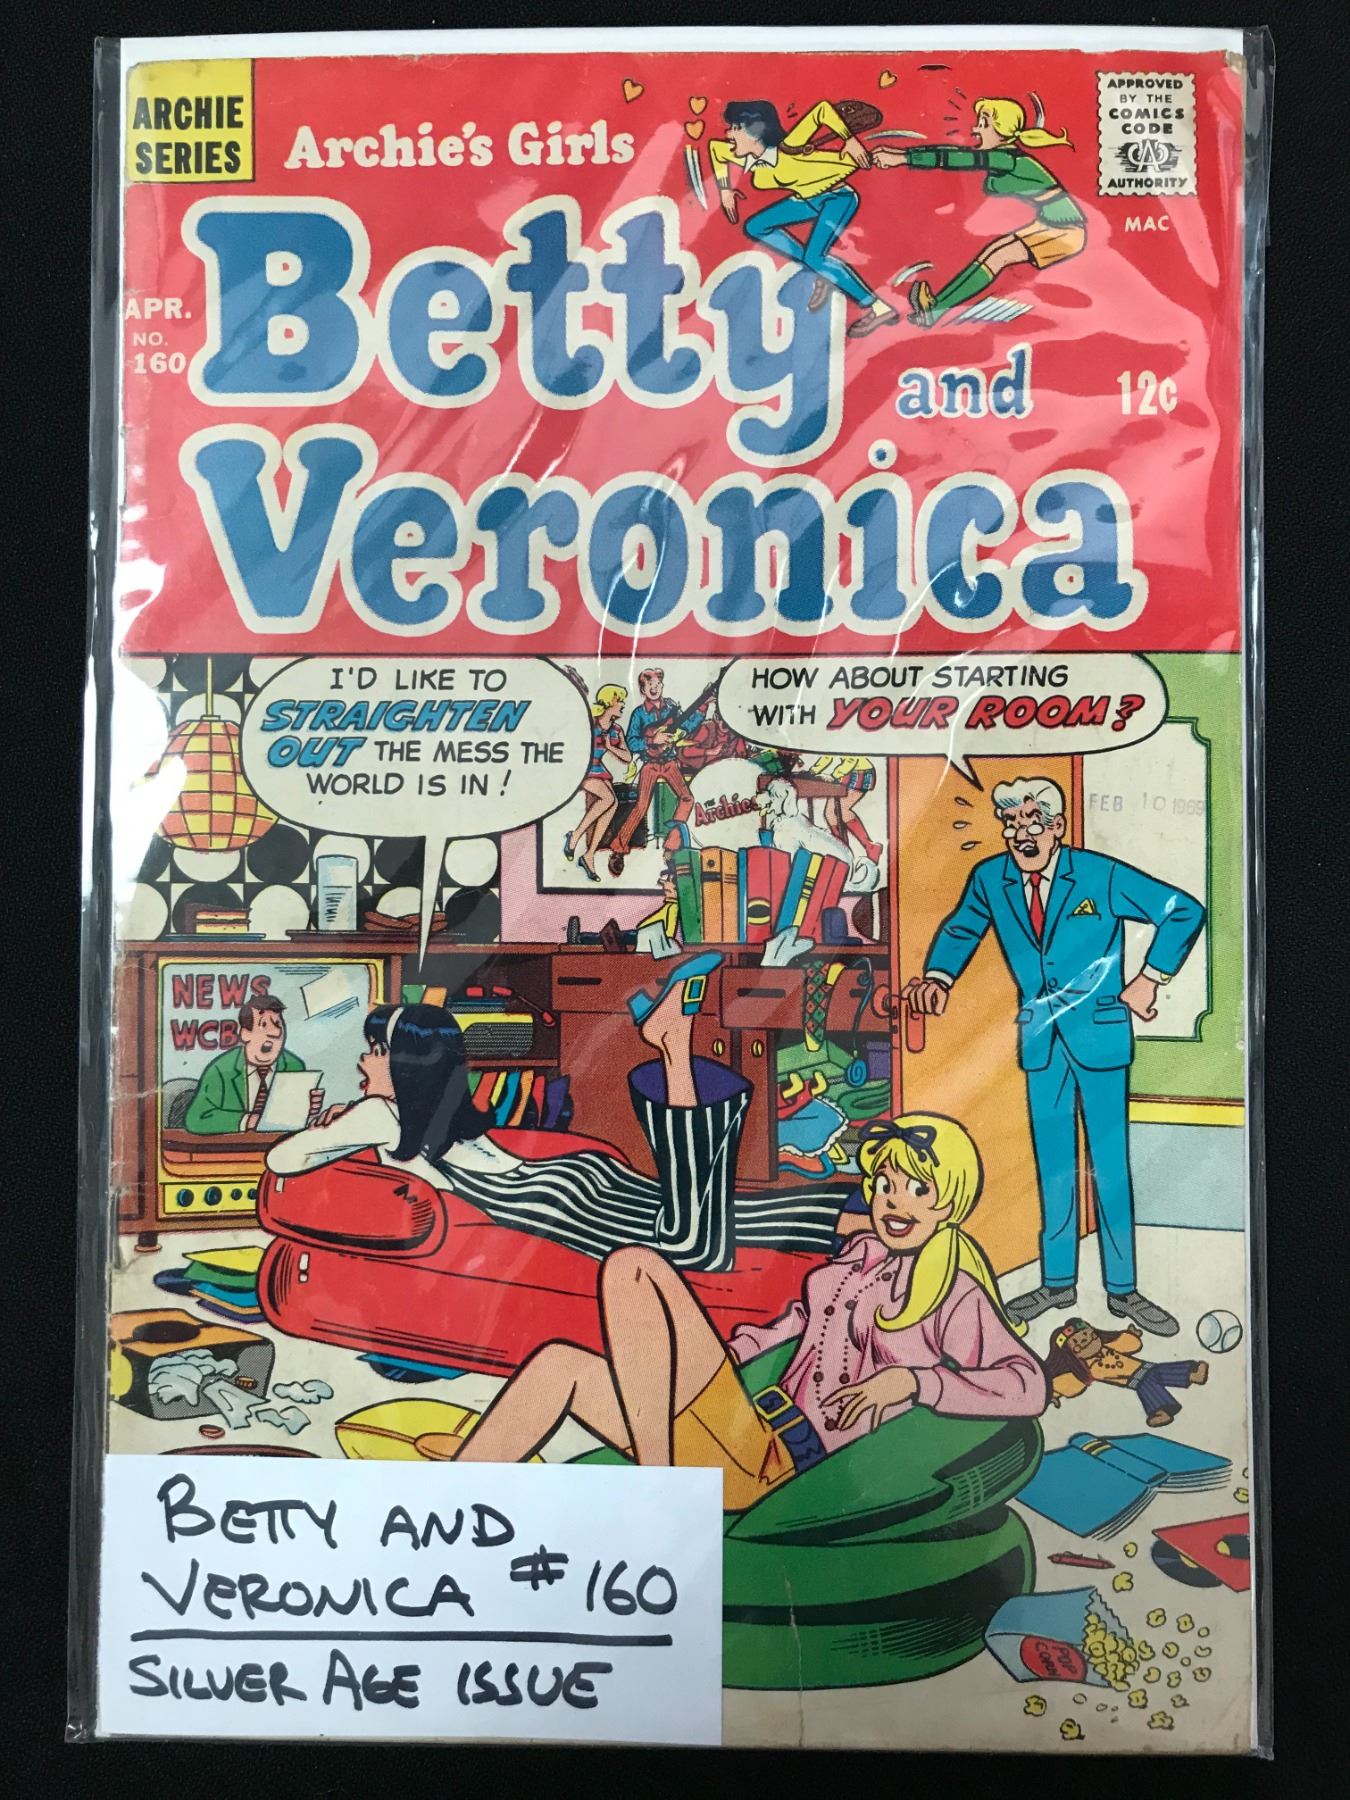 ARCHIE
SERIES
Archie's Girls
APPROVED
BY THE
COMICS
CODE
CA
AUTHORITY
MAC
Betty
APR.
NO.
160
and
12¢
Veronica
I'D LIKE TO
STRAIGHTEN
OUT THE MESS THE
WORLD IS IN!
HOW ABOUT STARTING
WITH YOUR ROOM?
THE
Archies
FEB 10 1969
NEWS
WCB
POP
CORN
BETTY AND
VERONICA #160
SILVER AGE ISSUE